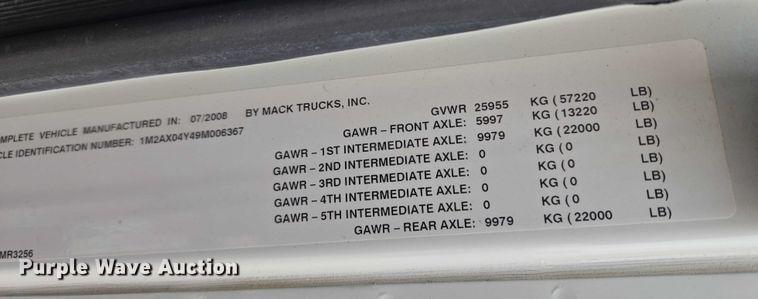 OMPLETE VEHICLE MANUFACTURED IN: 07/2008 BY MACK TRUCKS, INC.
CLE IDENTIFICATION NUMBER: 1M2AX04Y49M006367
GVWR 25955 KG ( 57220 LB)
GAWR – FRONT AXLE: 5997 KG ( 13220 LB)
GAWR – 1ST INTERMEDIATE AXLE: 9979 KG ( 22000 LB)
GAWR – 2ND INTERMEDIATE AXLE: 0 KG ( 0 LB)
GAWR – 3RD INTERMEDIATE AXLE: 0 KG ( 0 LB)
GAWR – 4TH INTERMEDIATE AXLE: 0 KG ( 0 LB)
GAWR – 5TH INTERMEDIATE AXLE: 0 KG ( 0 LB)
GAWR – REAR AXLE: 9979 KG ( 22000 LB)
MR3256
Purple Wave Auction